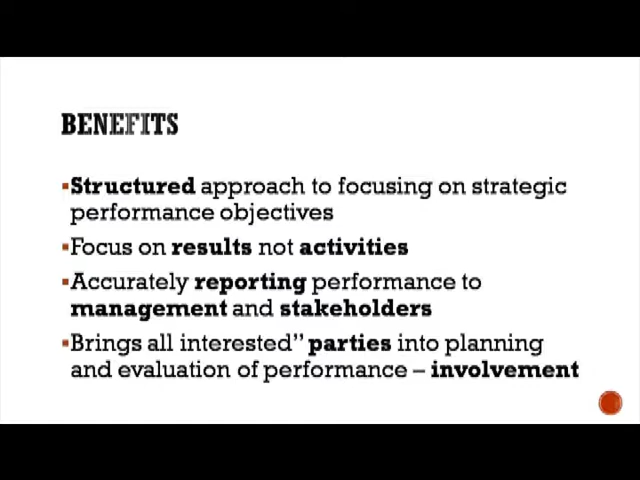 BENEFITS
▪Structured approach to focusing on strategic
performance objectives
▪Focus on results not activities
▪Accurately reporting performance to
management and stakeholders
▪Brings all interested” parties into planning
and evaluation of performance – involvement